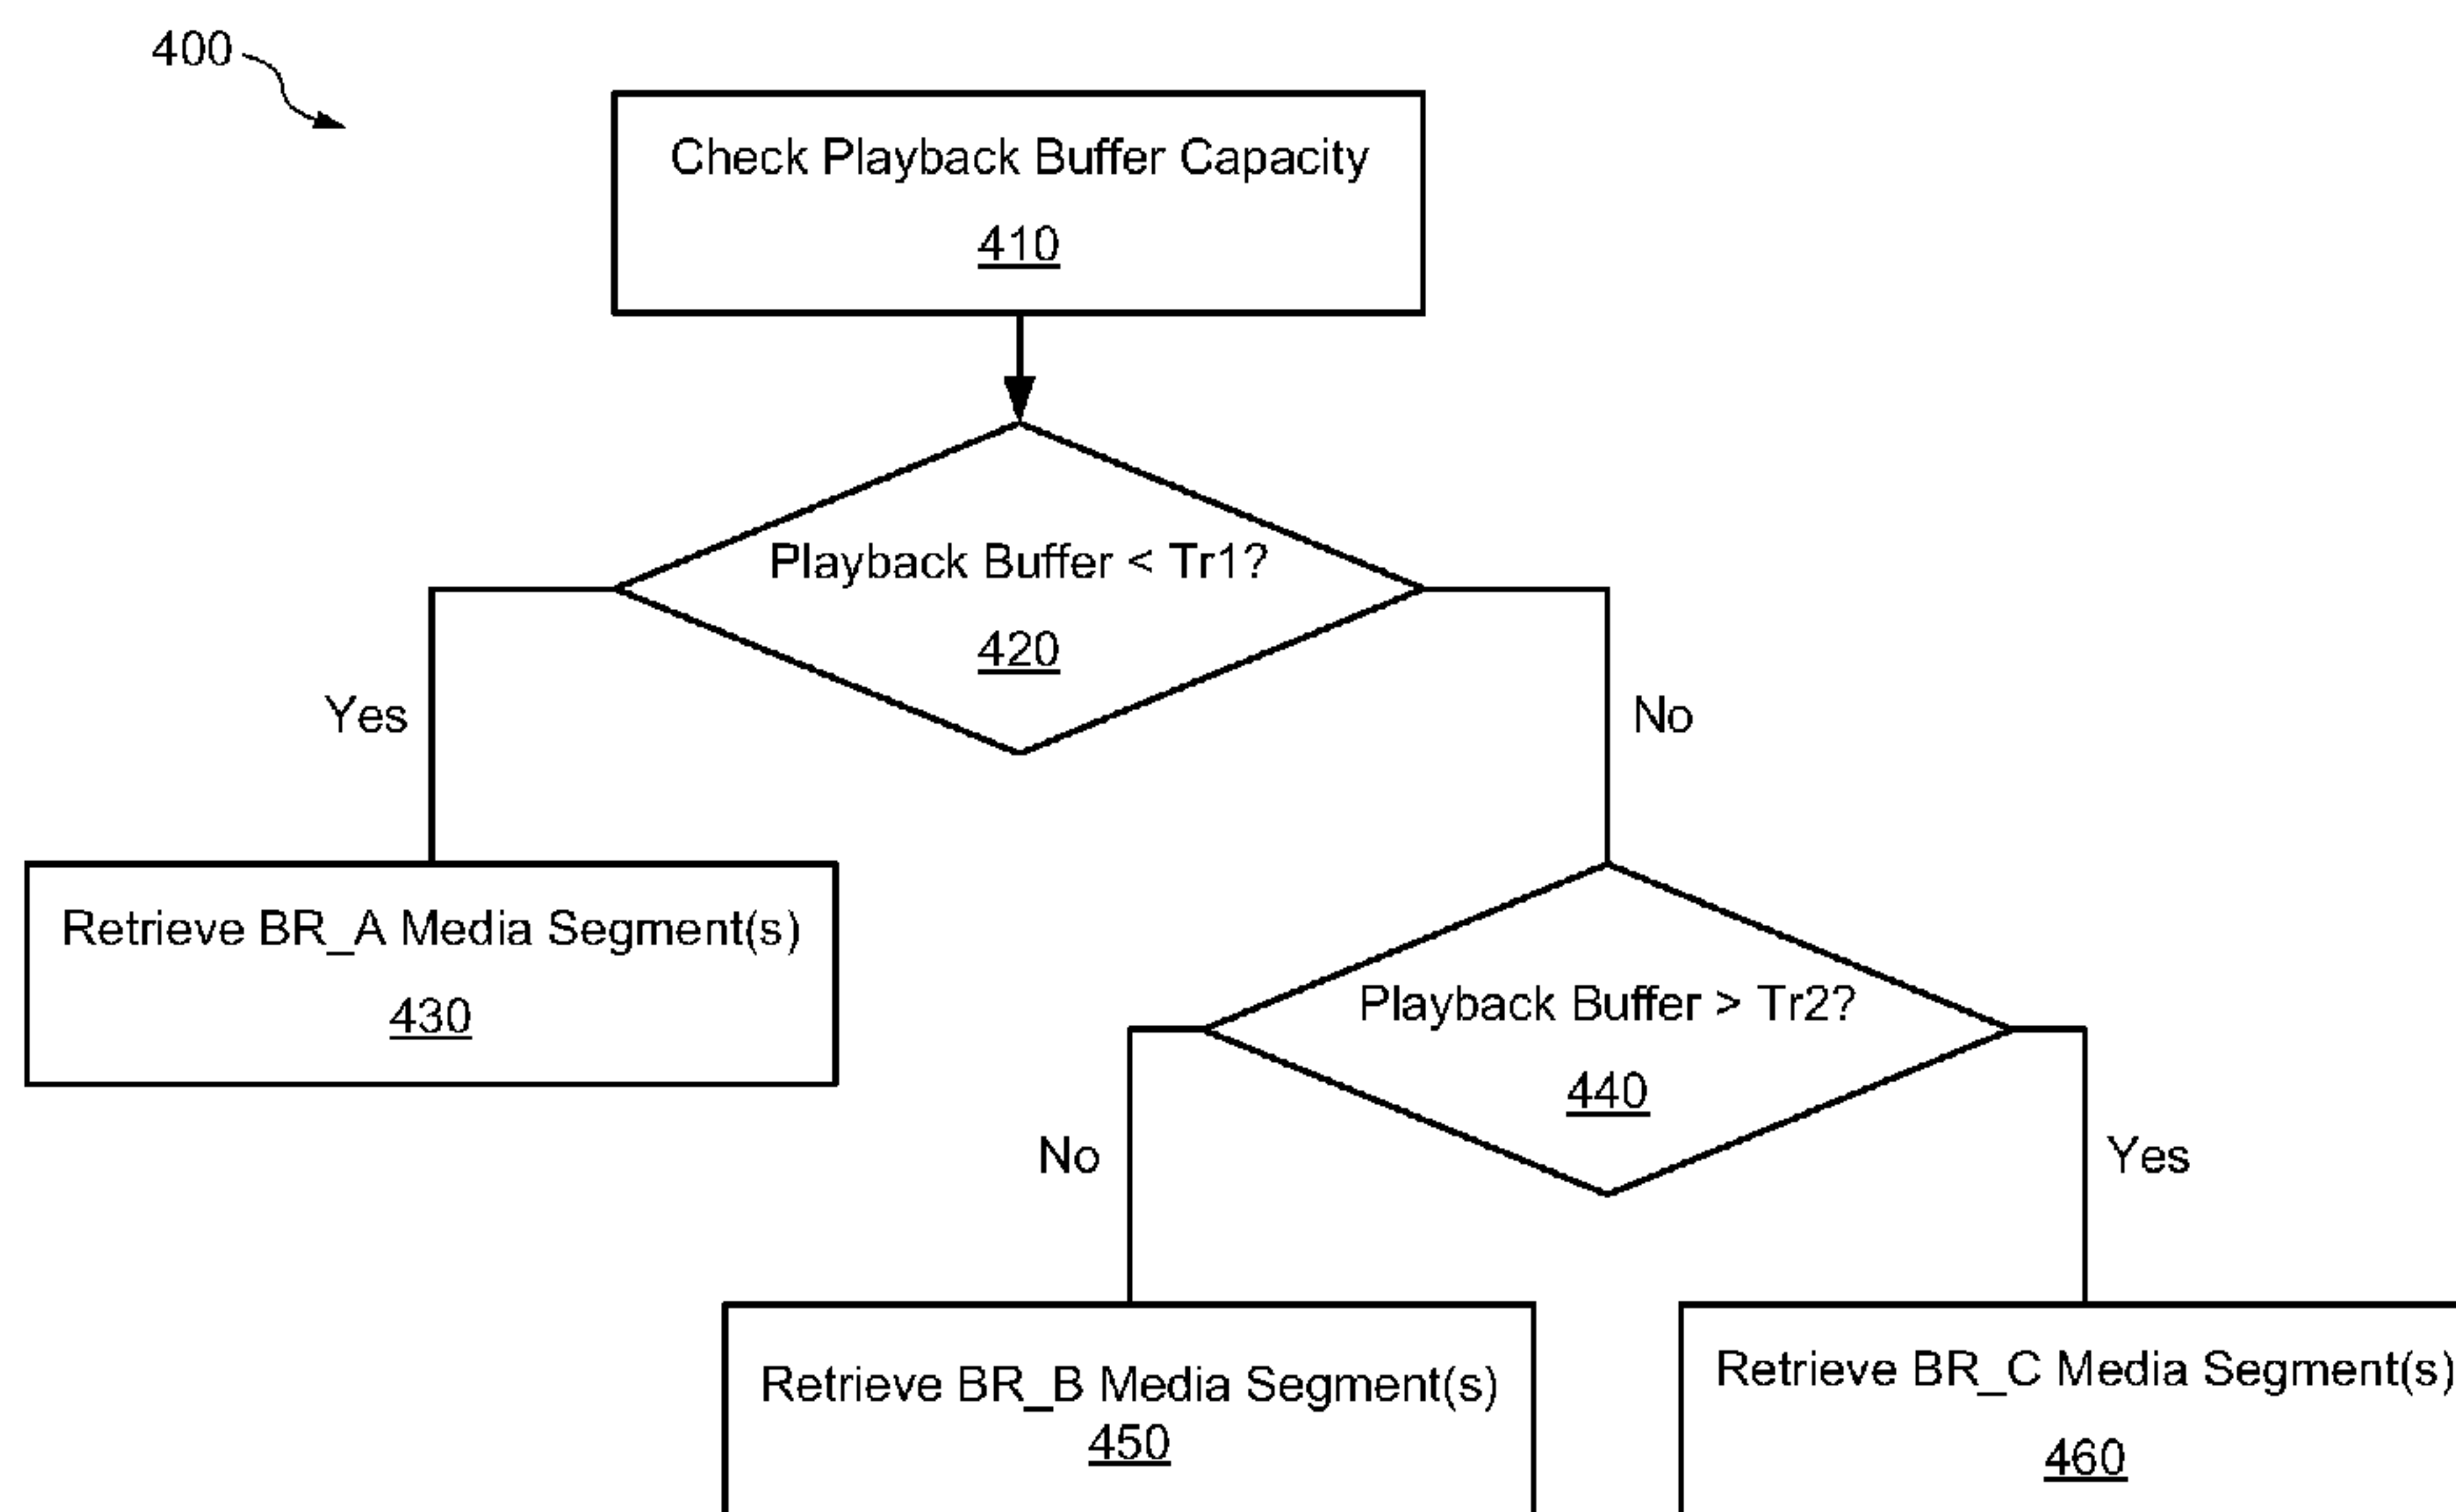 400
Check Playback Buffer Capacity
410
Playback Buffer < Tr1?
420
Yes
No
Retrieve BR_A Media Segment(s)
430
Playback Buffer > Tr2?
440
No
Yes
Retrieve BR_B Media Segment(s)
450
Retrieve BR_C Media Segment(s)
460